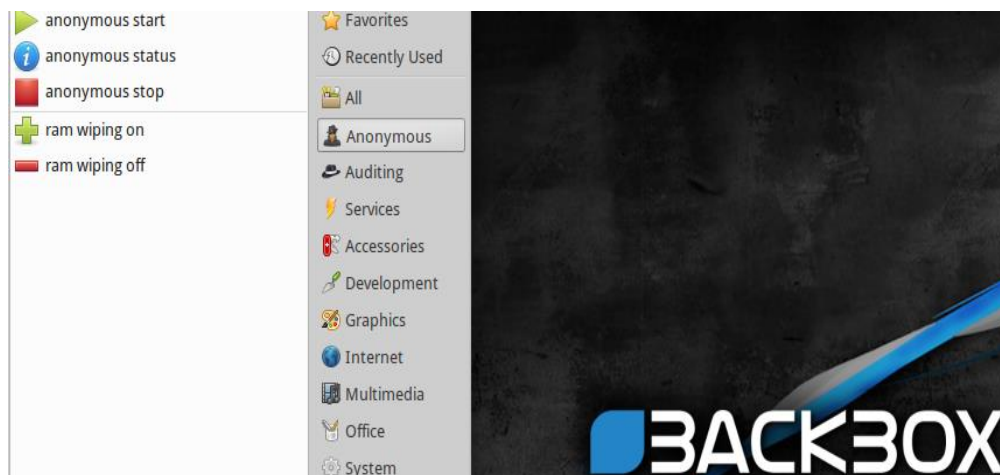 anonymous start
anonymous status
anonymous stop
ram wiping on
ram wiping off
Favorites
Recently Used
All
Anonymous
Auditing
Services
Accessories
Development
Graphics
Internet
Multimedia
Office
System
BACKBOX